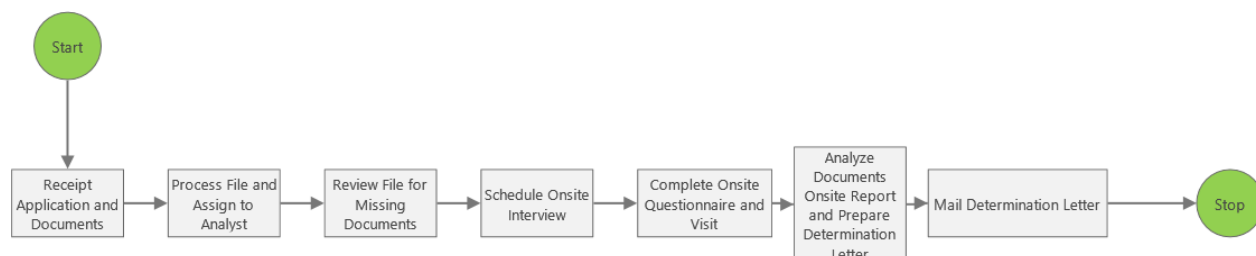 Start
Receipt
Application and
Documents
Process File and
Assign to
Analyst
Review File for
Missing
Documents
Schedule Onsite
Interview
Complete Onsite
Questionnaire and
Visit
Analyze
Documents
Onsite Report
and Prepare
Determination
Letter
Mail Determination Letter
Stop